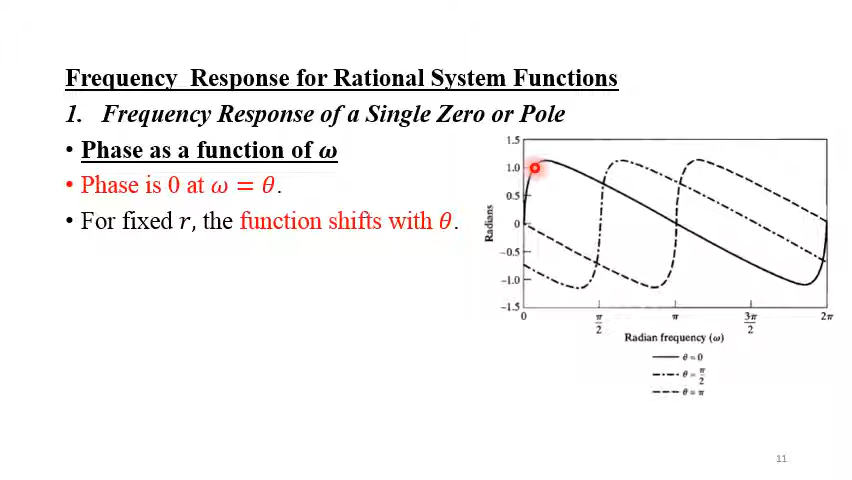 Frequency Response for Rational System Functions
1. Frequency Response of a Single Zero or Pole
• Phase as a function of ω
• Phase is 0 at ω = θ.
• For fixed r, the function shifts with θ.
1.5
1.0
0.5
0
−0.5
−1.0
−1.5
Radians
0 π/2 π 3π/2 2π
Radian frequency (ω)
θ = 0
θ = π/2
θ = π
11